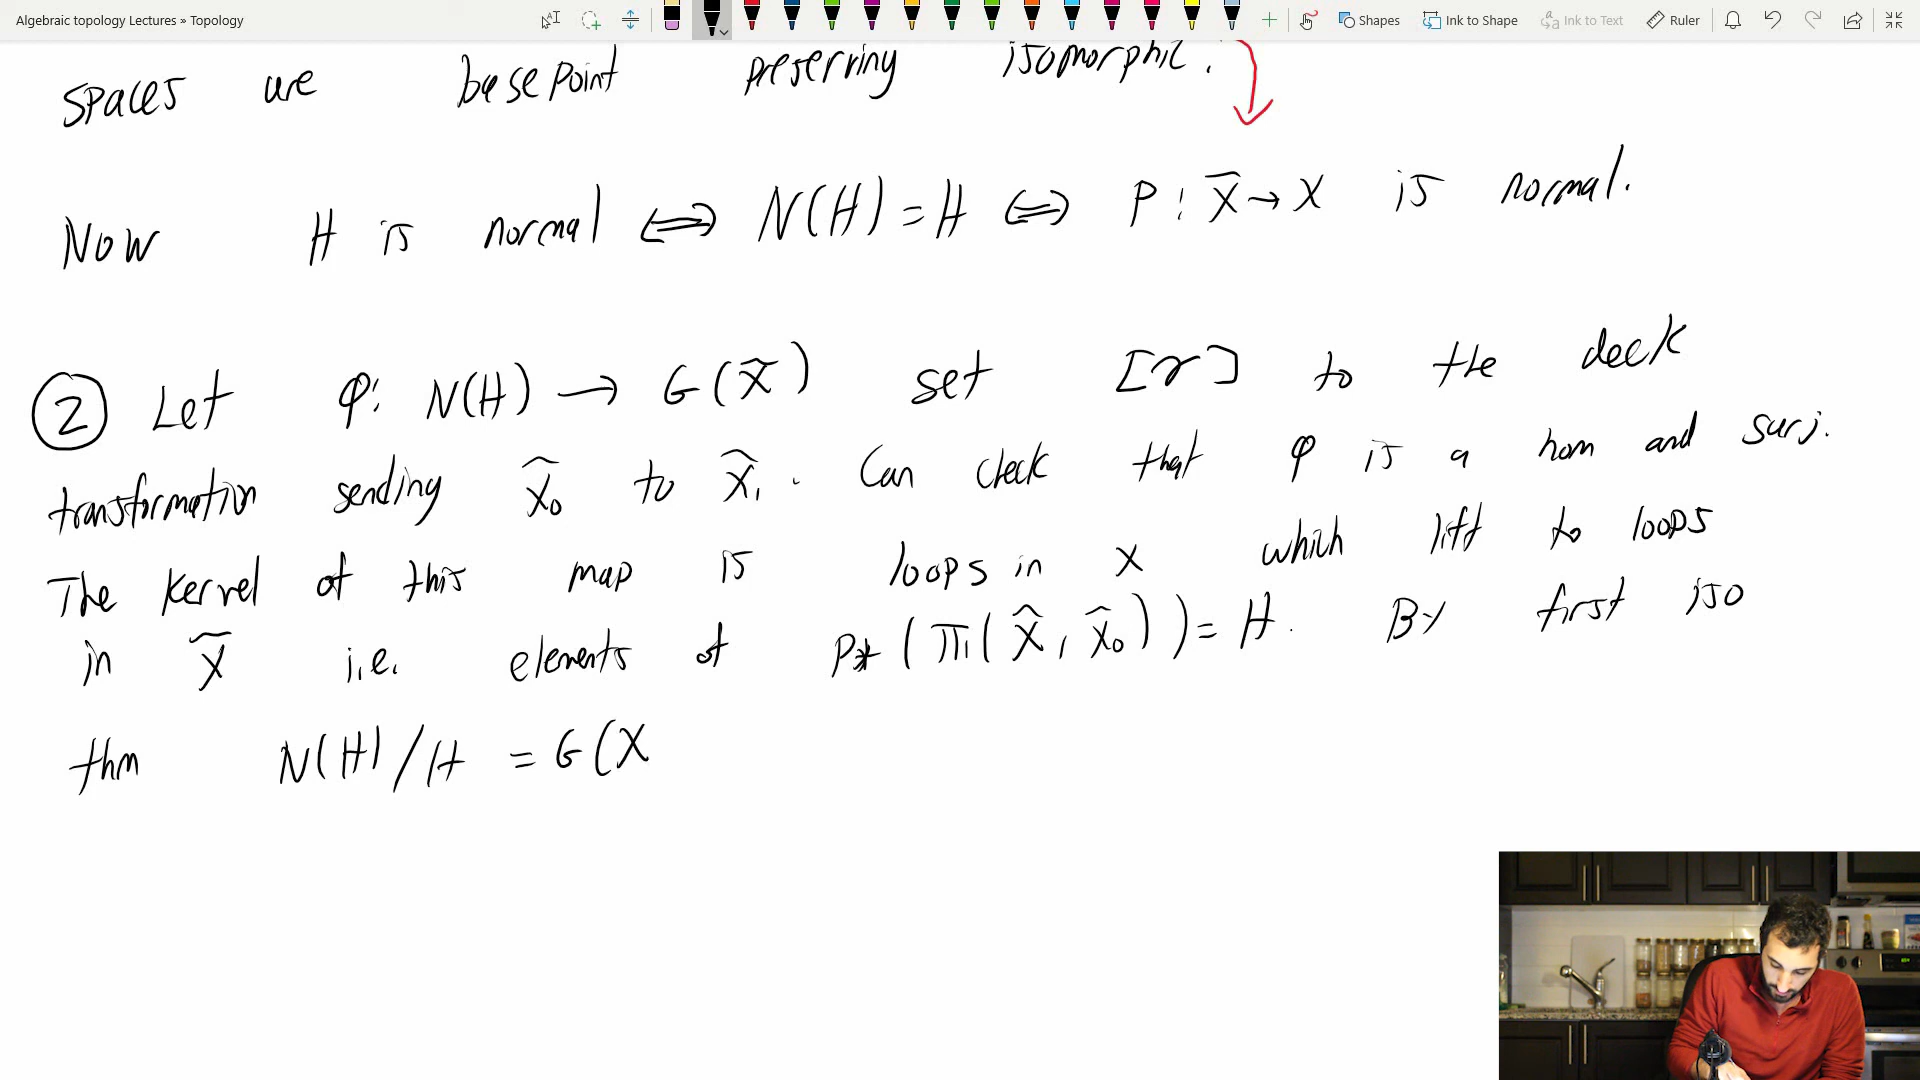 Algebraic topology Lectures » Topology
Shapes Ink to Shape Ink to Text Ruler
spaces are basepoint preserving isomorphic.
Now H is normal ⟺ N(H) = H ⟺ P : X̃ → X is normal.
② Let φ: N(H) → G(X̃) set [γ] to the deck
transformation sending x̃₀ to x̃₁. Can check that φ is a hom and surj.
The kernel of this map is loops in X which lift to loops
in X̃ i.e. elements of P* (π₁(X̃, x̃₀)) = H. By first iso
thm N(H)/H = G(X